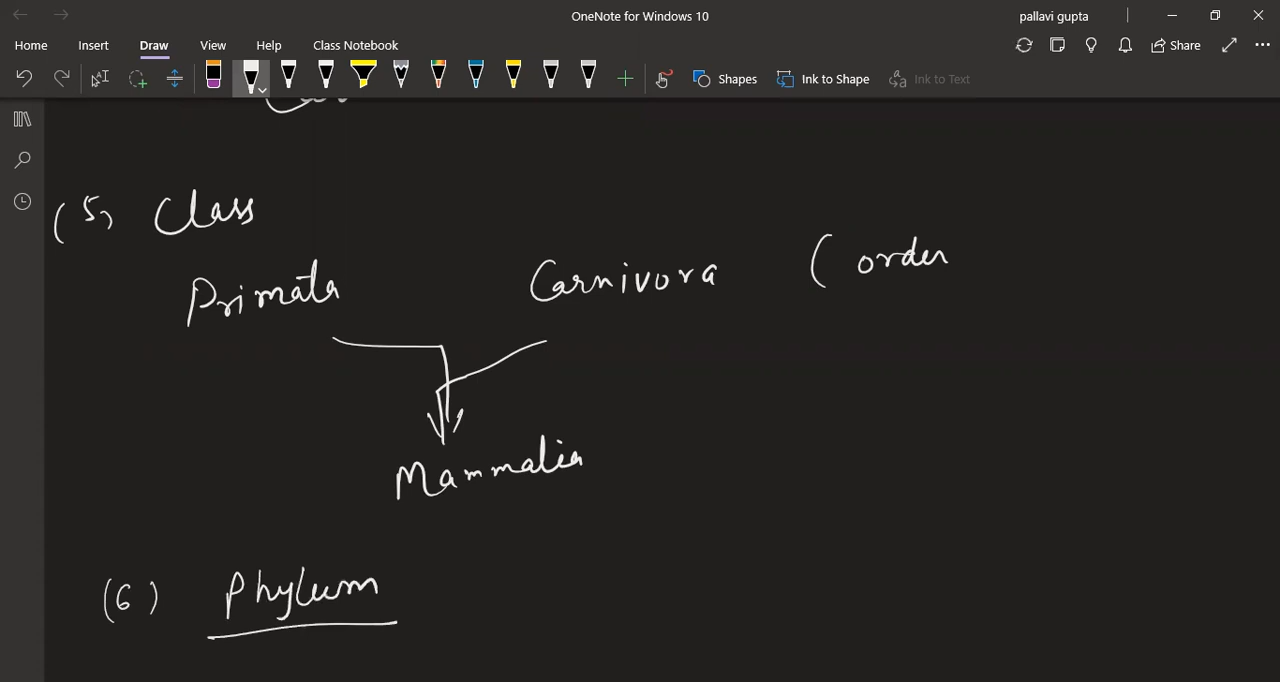 OneNote for Windows 10
pallavi gupta
Home Insert Draw View Help Class Notebook
Share
Shapes Ink to Shape Ink to Text
(5) Class
Primata Carnivora (order
Mammalia
(6) Phylum